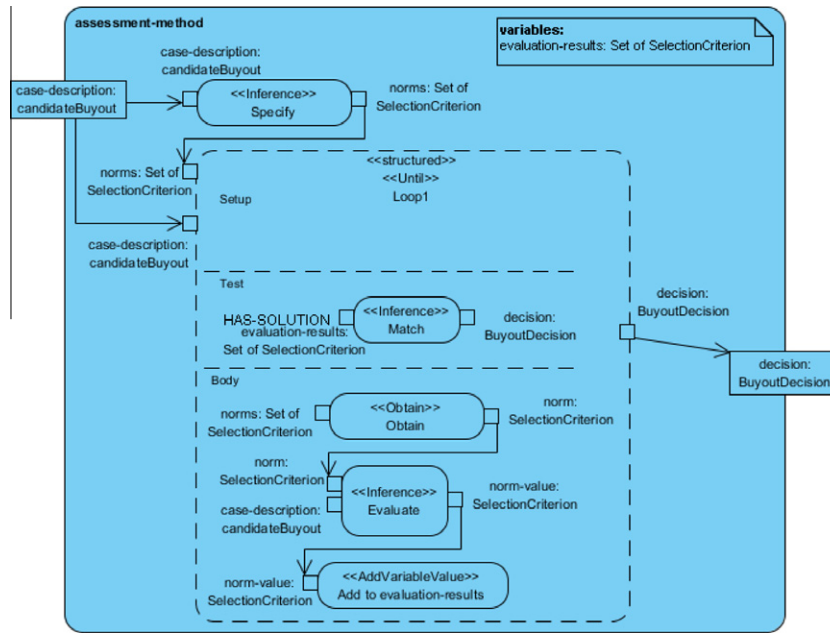 assessment-method
variables:
evaluation-results: Set of SelectionCriterion
case-description:
candidateBuyout
case-description:
candidateBuyout
<<Inference>>
Specify
norms: Set of
SelectionCriterion
norms: Set of
SelectionCriterion
<<structured>>
<<Until>>
Loop1
Setup
case-description:
candidateBuyout
Test
HAS-SOLUTION
evaluation-results:
Set of SelectionCriterion
<<Inference>>
Match
decision:
BuyoutDecision
decision:
BuyoutDecision
decision:
BuyoutDecision
Body
norms: Set of
SelectionCriterion
<<Obtain>>
Obtain
norm:
SelectionCriterion
norm:
SelectionCriterion
case-description:
candidateBuyout
<<Inference>>
Evaluate
norm-value:
SelectionCriterion
norm-value:
SelectionCriterion
<<AddVariableValue>>
Add to evaluation-results